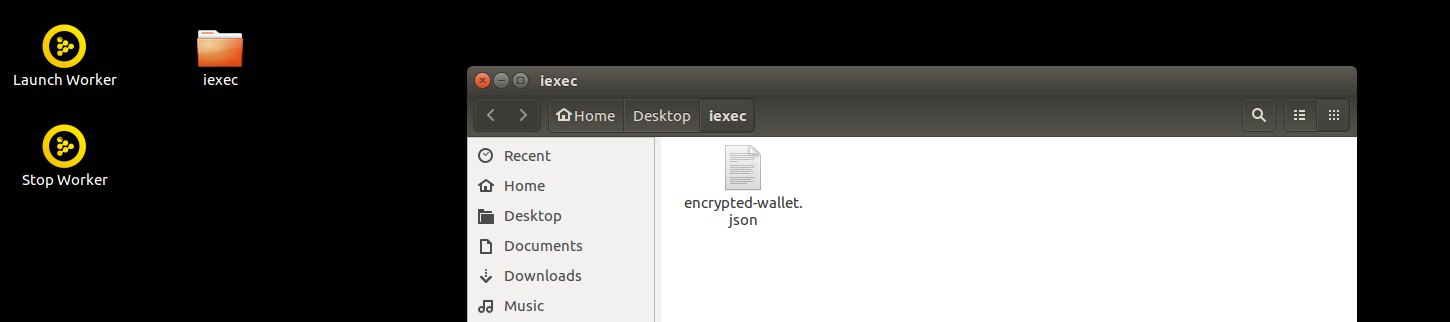 Launch Worker
iexec
Stop Worker
iexec
Home
Desktop
iexec
Recent
Home
Desktop
Documents
Downloads
Music
encrypted-wallet.
json